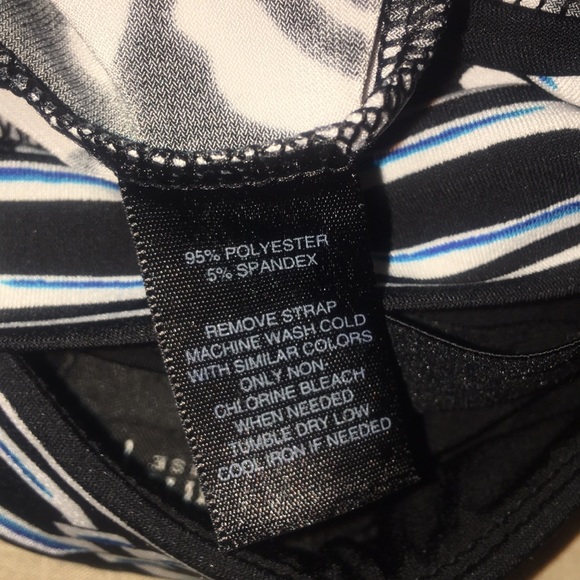 95% POLYESTER
5% SPANDEX
REMOVE STRAP
MACHINE WASH COLD
WITH SIMILAR COLORS
ONLY NON
CHLORINE BLEACH
WHEN NEEDED
TUMBLE DRY LOW
COOL IRON IF NEEDED